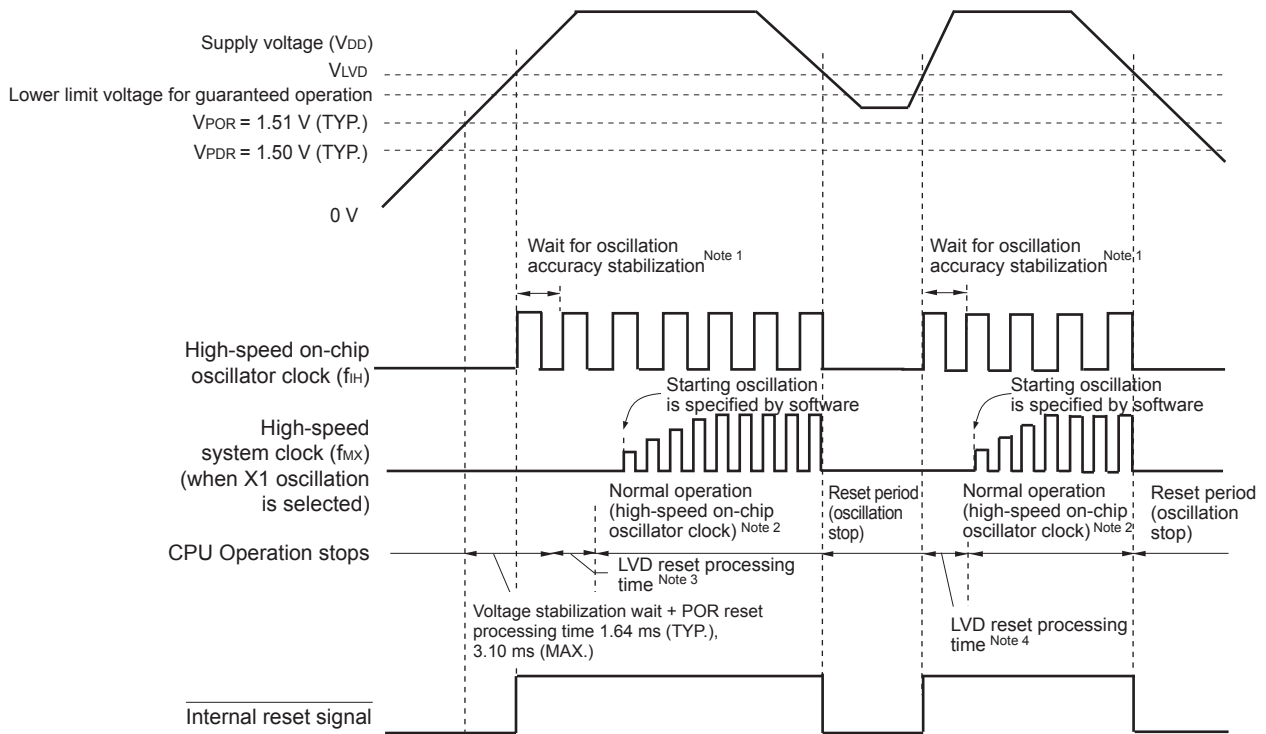 Supply voltage (VDD)
VLVD
Lower limit voltage for guaranteed operation
VPOR = 1.51 V (TYP.)
VPDR = 1.50 V (TYP.)
0 V
Wait for oscillation
accuracy stabilization Note 1
Wait for oscillation
accuracy stabilization Note 1
High-speed on-chip
oscillator clock (fIH)
Starting oscillation
is specified by software
Starting oscillation
is specified by software
High-speed
system clock (fMX)
(when X1 oscillation
is selected)
Normal operation
(high-speed on-chip
oscillator clock) Note 2
Reset period
(oscillation
stop)
Normal operation
(high-speed on-chip
oscillator clock) Note 2
Reset period
(oscillation
stop)
CPU Operation stops
LVD reset processing
time Note 3
Voltage stabilization wait + POR reset
processing time 1.64 ms (TYP.),
3.10 ms (MAX.)
LVD reset processing
time Note 4
Internal reset signal